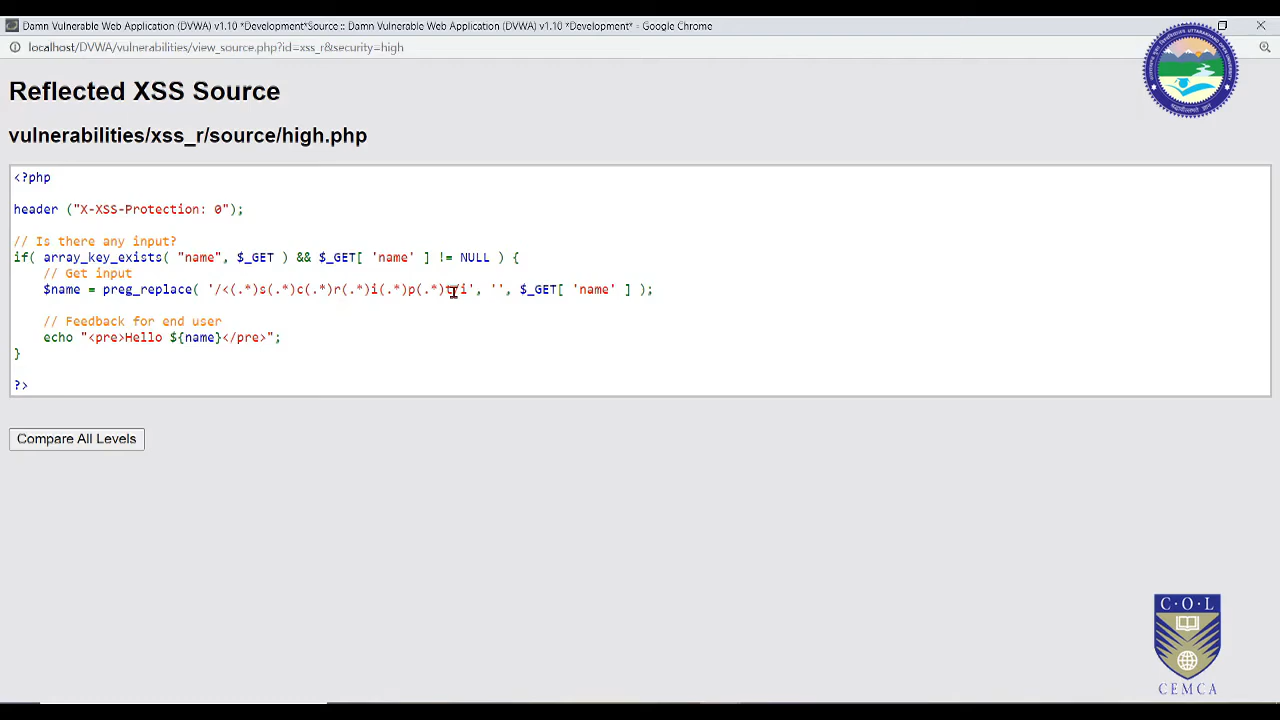 Damn Vulnerable Web Application (DVWA) v1.10 *Development*Source :: Damn Vulnerable Web Application (DVWA) v1.10 *Development* - Google Chrome
localhost/DVWA/vulnerabilities/view_source.php?id=xss_r&security=high
Reflected XSS Source
vulnerabilities/xss_r/source/high.php
<?php
header ("X-XSS-Protection: 0");
// Is there any input?
if( array_key_exists( "name", $_GET ) && $_GET[ 'name' ] != NULL ) {
// Get input
$name = preg_replace( '/<(.*)s(.*)c(.*)r(.*)i(.*)p(.*)t/i', '', $_GET[ 'name' ] );
// Feedback for end user
echo "<pre>Hello ${name}</pre>";
}
?>
Compare All Levels
C·O·L
CEMCA